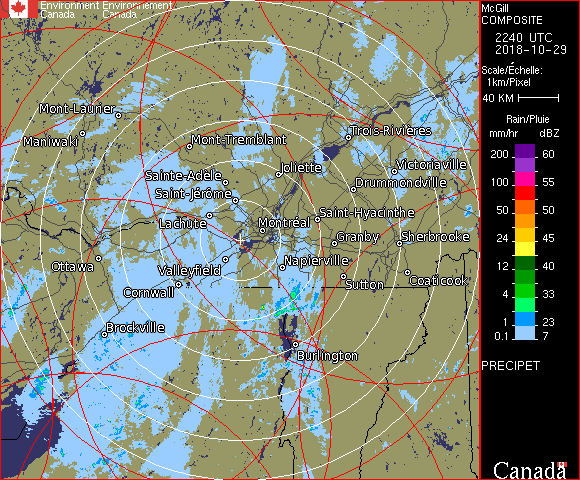 Environment Environnement
Canada Canada
Mont-Laurier
Maniwaki
Mont-Tremblant
Trois-Rivières
Joliette
Victoriaville
Sainte-Adèle
Drummondville
Saint-Jérôme
Lachute
Saint-Hyacinthe
Montréal
Granby
Sherbrooke
Ottawa
Valleyfield
Napierville
Sutton
Coaticook
Cornwall
Brockville
Burlington
McGill
COMPOSITE
2240 UTC
2018-10-29
Scale/Échelle:
1km/Pixel
40 KM
Rain/Pluie
mm/hr dBZ
200 60
100 55
50 50
24 45
12 40
4 33
1 23
0.1 7
PRECIPET
Canada